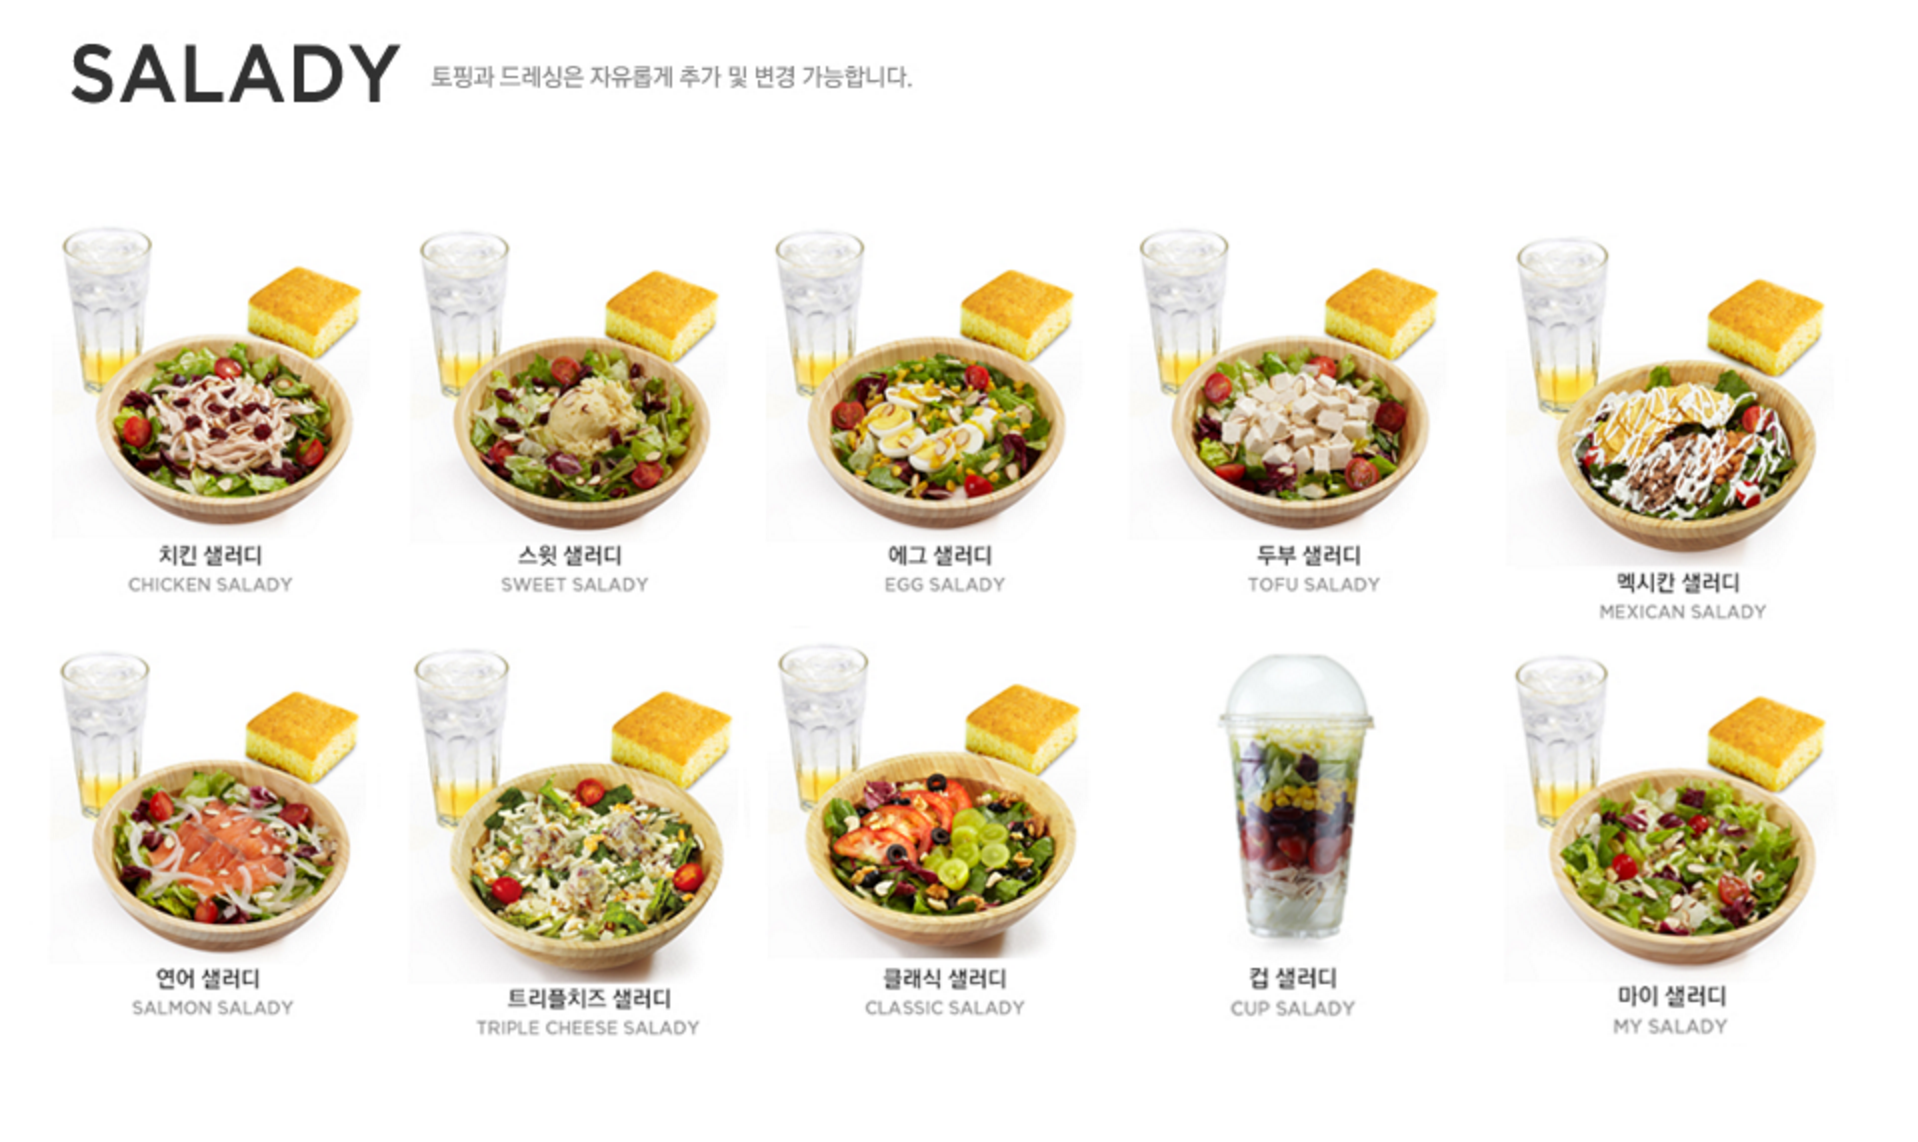 SALADY 토핑과 드레싱은 자유롭게 추가 및 변경 가능합니다.
치킨 샐러디
CHICKEN SALADY
스윗 샐러디
SWEET SALADY
에그 샐러디
EGG SALADY
두부 샐러디
TOFU SALADY
멕시칸 샐러디
MEXICAN SALADY
연어 샐러디
SALMON SALADY
트리플치즈 샐러디
TRIPLE CHEESE SALADY
클래식 샐러디
CLASSIC SALADY
컵 샐러디
CUP SALADY
마이 샐러디
MY SALADY